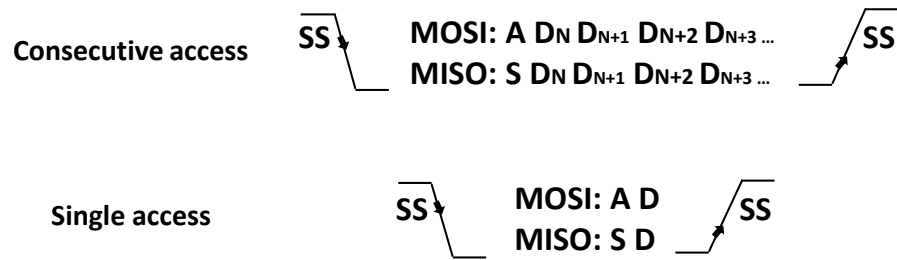 Consecutive access SS MOSI: A DN DN+1 DN+2 DN+3 ... SS
MISO: S DN DN+1 DN+2 DN+3 ...
Single access SS MOSI: A D SS
MISO: S D